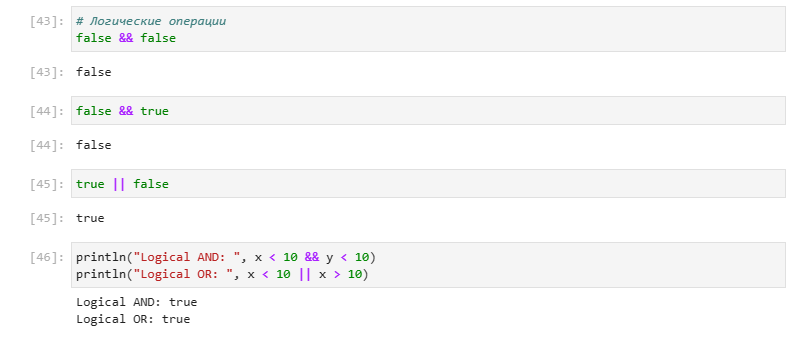 [43]: # Логические операции
false && false
[43]: false
[44]: false && true
[44]: false
[45]: true || false
[45]: true
[46]: println("Logical AND: ", x < 10 && y < 10)
println("Logical OR: ", x < 10 || x > 10)
Logical AND: true
Logical OR: true